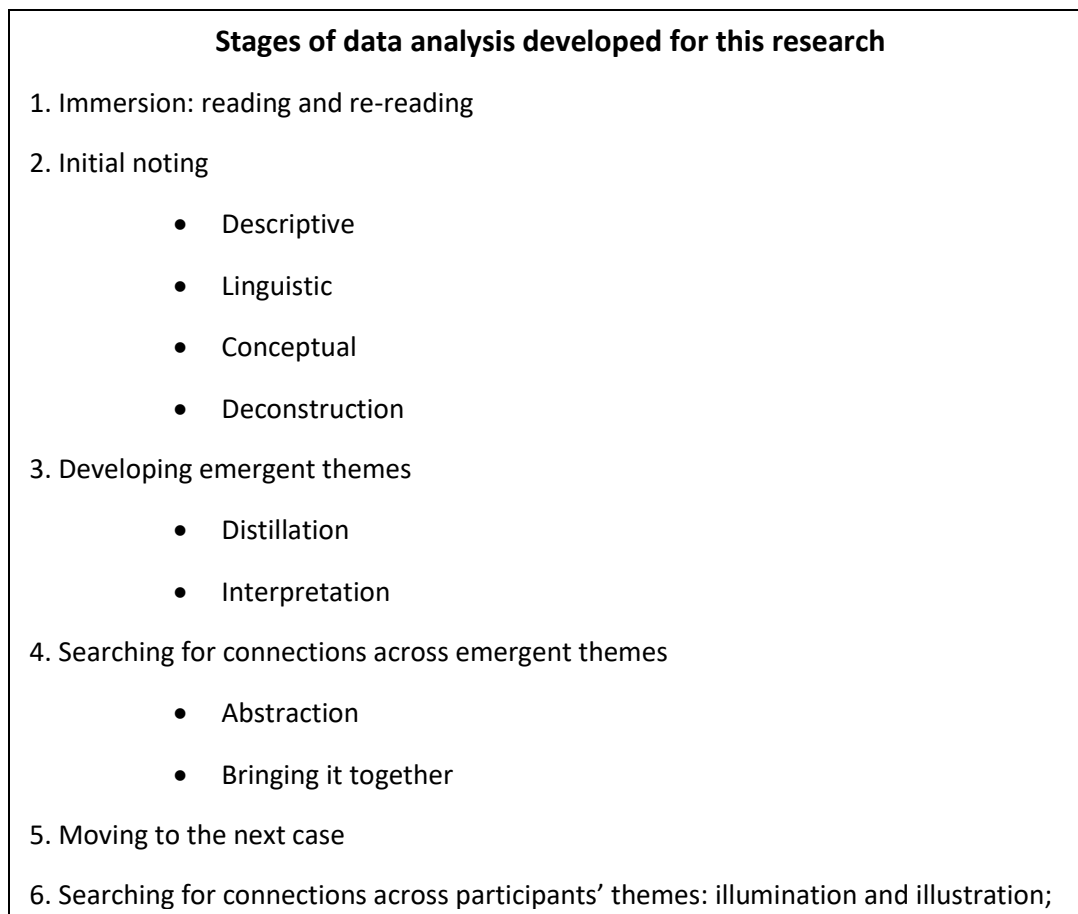 Stages of data analysis developed for this research
1. Immersion: reading and re-reading
2. Initial noting
• Descriptive
• Linguistic
• Conceptual
• Deconstruction
3. Developing emergent themes
• Distillation
• Interpretation
4. Searching for connections across emergent themes
• Abstraction
• Bringing it together
5. Moving to the next case
6. Searching for connections across participants’ themes: illumination and illustration;